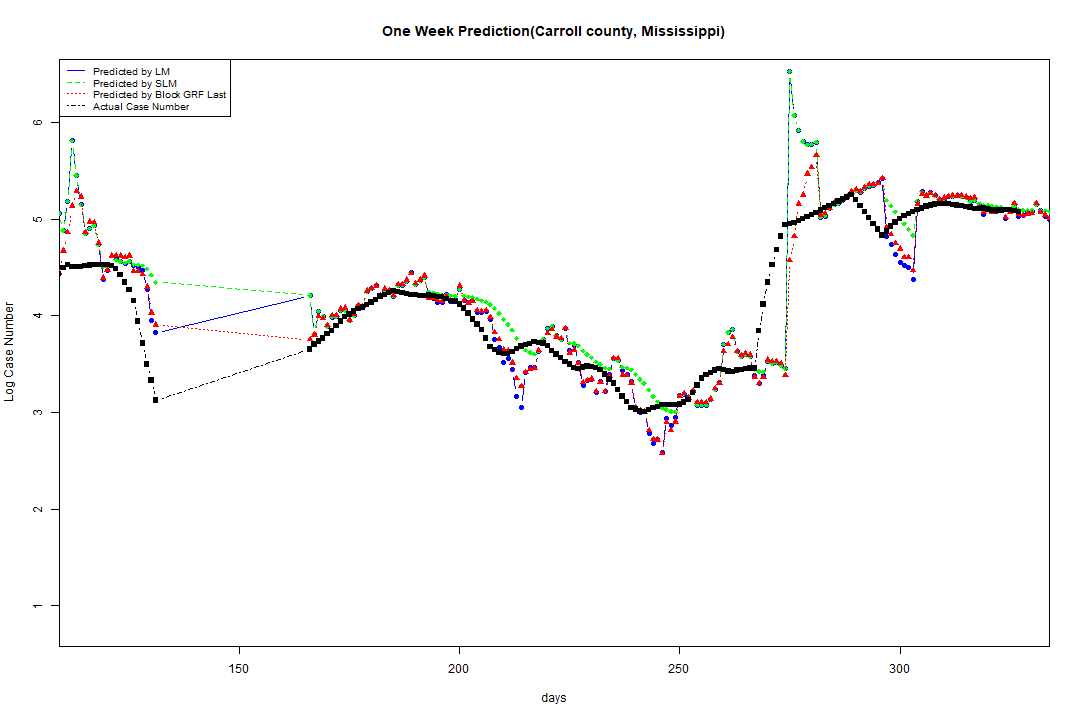 One Week Prediction(Carroll county, Mississippi)
Predicted by LM
Predicted by SLM
Predicted by Block GRF Last
Actual Case Number
Log Case Number
6
5
4
3
2
1
150 200 250 300
days